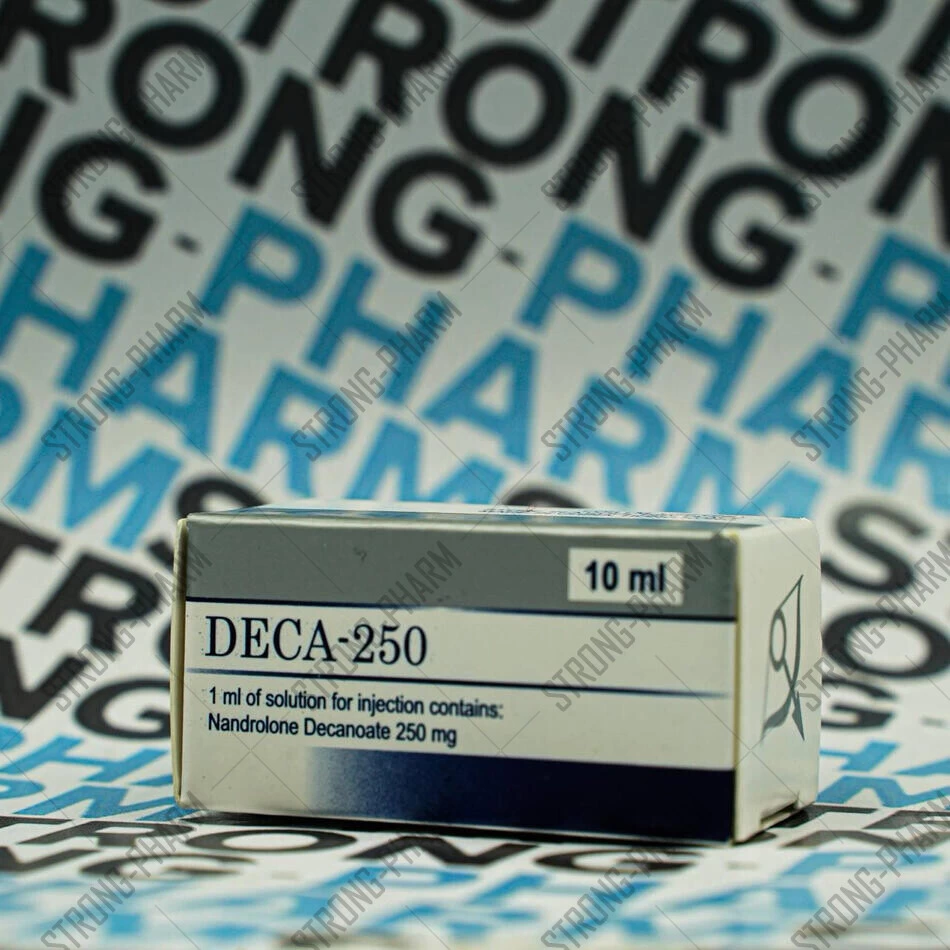 STRONG-PHARM
10 ml
DECA-250
1 ml of solution for injection contains:
Nandrolone Decanoate 250 mg